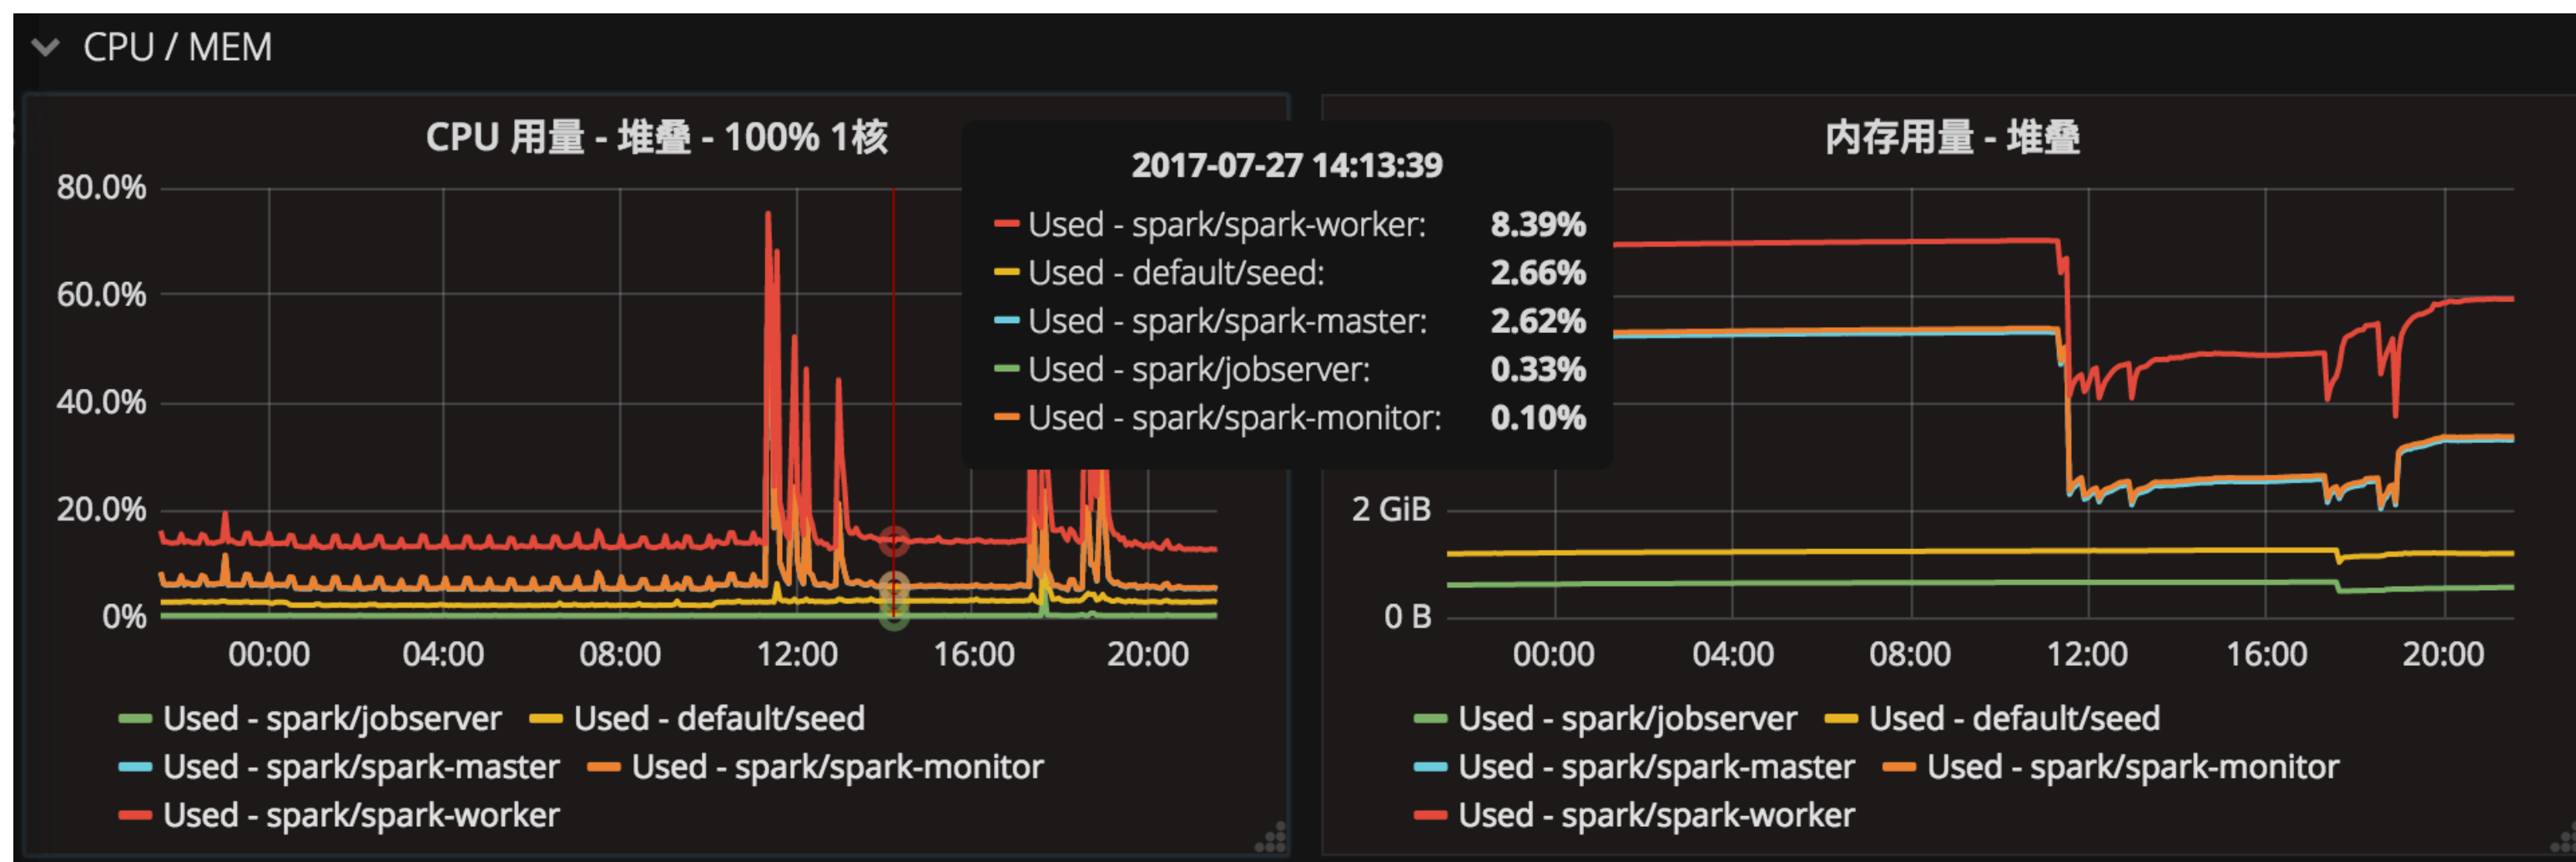 CPU / MEM
CPU 用量 - 堆叠 - 100% 1核
80.0%
60.0%
40.0%
20.0%
0%
00:00 04:00 08:00 12:00 16:00 20:00
Used - spark/jobserver Used - default/seed
Used - spark/spark-master Used - spark/spark-monitor
Used - spark/spark-worker
2017-07-27 14:13:39
Used - spark/spark-worker: 8.39%
Used - default/seed: 2.66%
Used - spark/spark-master: 2.62%
Used - spark/jobserver: 0.33%
Used - spark/spark-monitor: 0.10%
内存用量 - 堆叠
2 GiB
0 B
00:00 04:00 08:00 12:00 16:00 20:00
Used - spark/jobserver Used - default/seed
Used - spark/spark-master Used - spark/spark-monitor
Used - spark/spark-worker